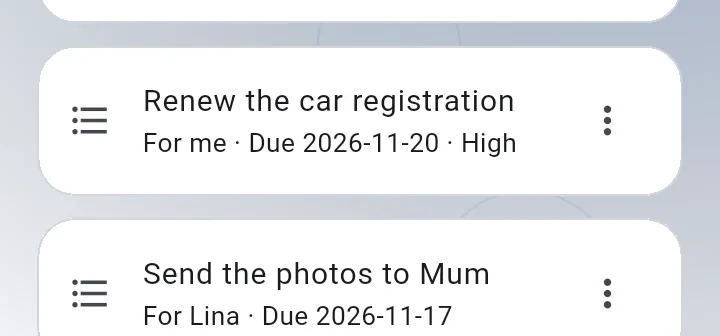 Renew the car registration
For me · Due 2026-11-20 · High
Send the photos to Mum
For Lina · Due 2026-11-17